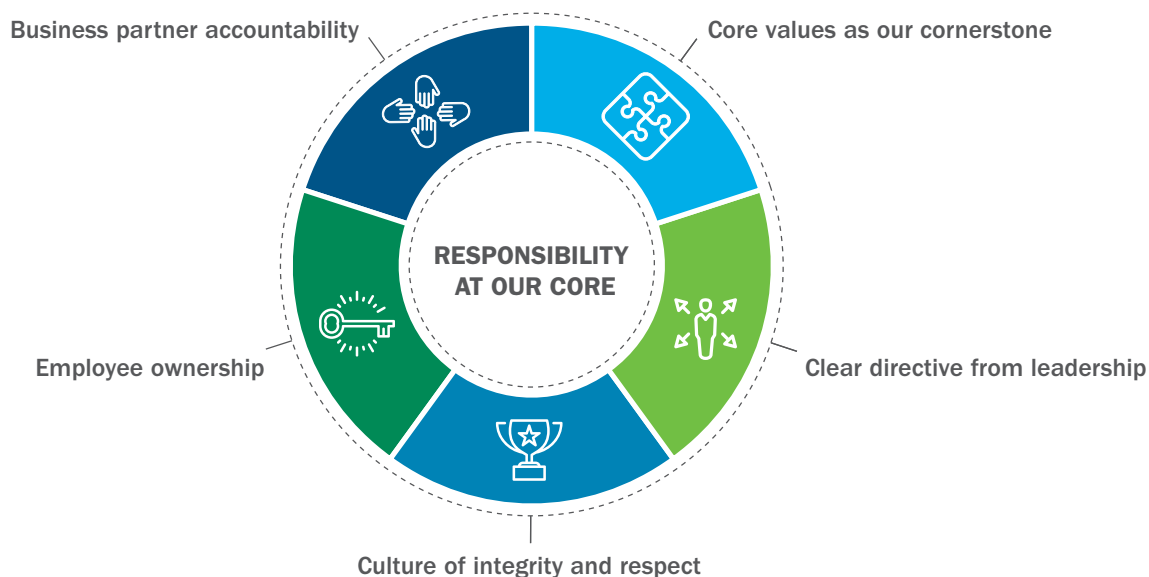 Business partner accountability
Core values as our cornerstone
RESPONSIBILITY
AT OUR CORE
Employee ownership
Clear directive from leadership
Culture of integrity and respect